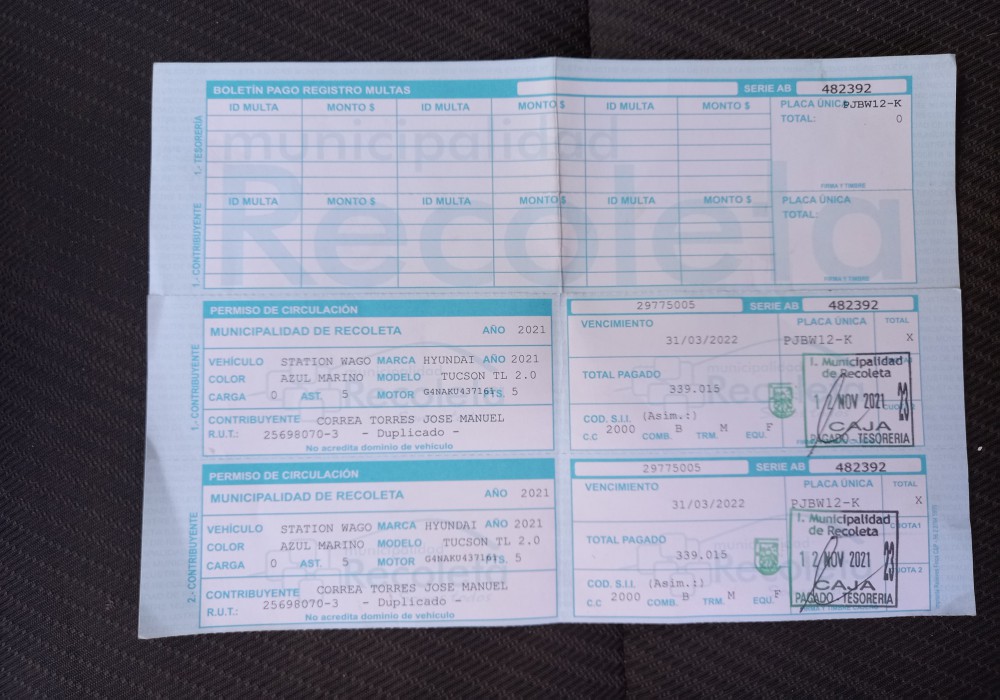 BOLETÍN PAGO REGISTRO MULTAS SERIE AB 482392
ID MULTA MONTO $ ID MULTA MONTO $ ID MULTA MONTO $ PLACA ÚNICA PJBW12-K
TOTAL: 0
1.- TESORERÍA
municipalidad
Recoleta
FIRMA Y TIMBRE
ID MULTA MONTO $ ID MULTA MONTO $ ID MULTA MONTO $ PLACA ÚNICA
TOTAL:
1.- CONTRIBUYENTE
FIRMA Y TIMBRE
PERMISO DE CIRCULACIÓN 29775005 SERIE AB 482392
MUNICIPALIDAD DE RECOLETA AÑO 2021 VENCIMIENTO PLACA ÚNICA TOTAL
31/03/2022 PJBW12-K X
VEHÍCULO STATION WAGO MARCA HYUNDAI AÑO 2021
COLOR AZUL MARINO MODELO TUCSON TL 2.0 TOTAL PAGADO
CARGA 0 AST. 5 MOTOR G4NAKU437161 PTS. 5 339.015
CONTRIBUYENTE CORREA TORRES JOSE MANUEL COD. S.I.I. (Asim.:)
R.U.T.: 25698070-3 - Duplicado - C.C 2000 COMB. B TRM. M EQU. F
No acredita dominio de vehículo
1.- CONTRIBUYENTE
I. Municipalidad
de Recoleta
12 NOV 2021 23
CAJA
PAGADO - TESORERIA
PERMISO DE CIRCULACIÓN 29775005 SERIE AB 482392
MUNICIPALIDAD DE RECOLETA AÑO 2021 VENCIMIENTO PLACA ÚNICA TOTAL
31/03/2022 PJBW12-K X
VEHÍCULO STATION WAGO MARCA HYUNDAI AÑO 2021
COLOR AZUL MARINO MODELO TUCSON TL 2.0 TOTAL PAGADO
CARGA 0 AST. 5 MOTOR G4NAKU437161 PTS. 5 339.015
CONTRIBUYENTE CORREA TORRES JOSE MANUEL COD. S.I.I. (Asim.:)
R.U.T.: 25698070-3 - Duplicado - C.C 2000 COMB. B TRM. M EQU. F
No acredita dominio de vehículo
2.- CONTRIBUYENTE
I. Municipalidad
de Recoleta
12 NOV 2021 23
CAJA
PAGADO - TESORERIA
CUOTA 1
CUOTA 2